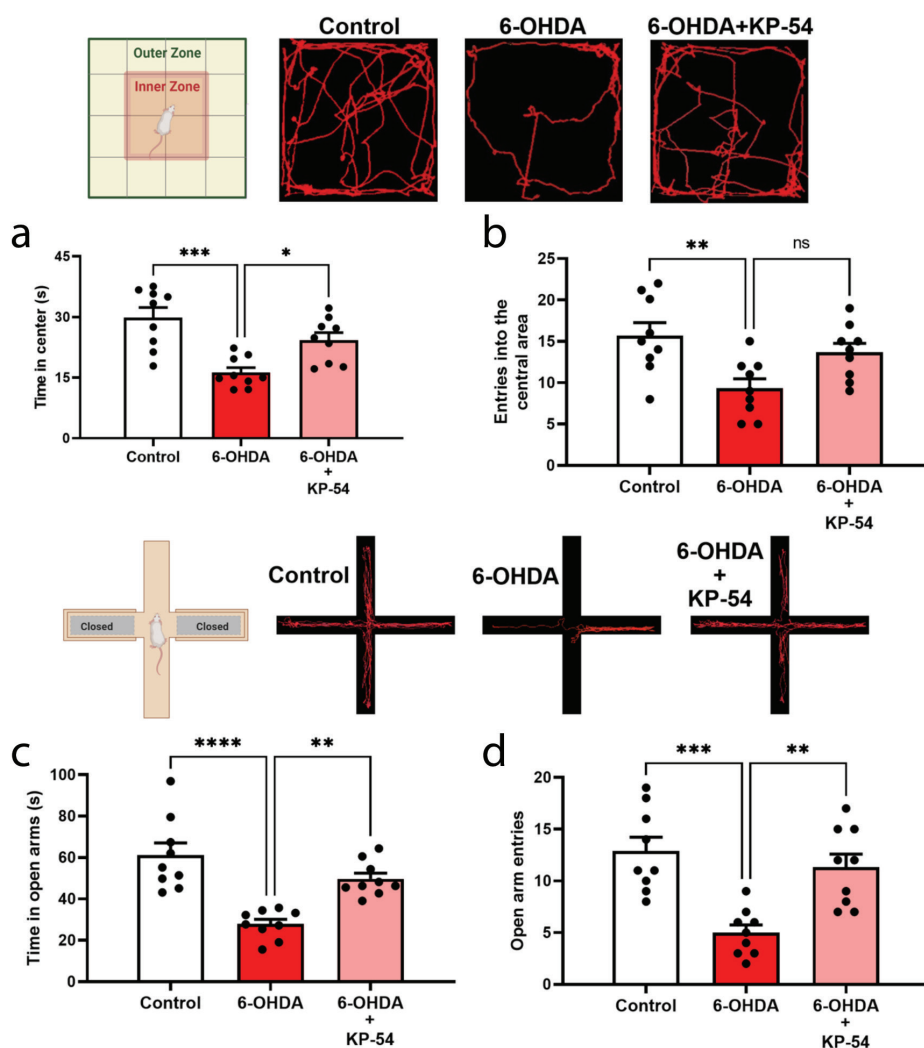 Control
6-OHDA
6-OHDA+KP-54
Outer Zone
Inner Zone
a
Time in center (s)
45
30
15
0
***
*
Control
6-OHDA
6-OHDA
+
KP-54
b
Entries into the
central area
25
20
15
10
5
0
**
ns
Control
6-OHDA
6-OHDA
+
KP-54
Closed
Closed
Control
6-OHDA
6-OHDA
+
KP-54
c
Time in open arms (s)
100
80
60
40
20
0
****
**
Control
6-OHDA
6-OHDA
+
KP-54
d
Open arm entries
20
15
10
5
0
***
**
Control
6-OHDA
6-OHDA
+
KP-54